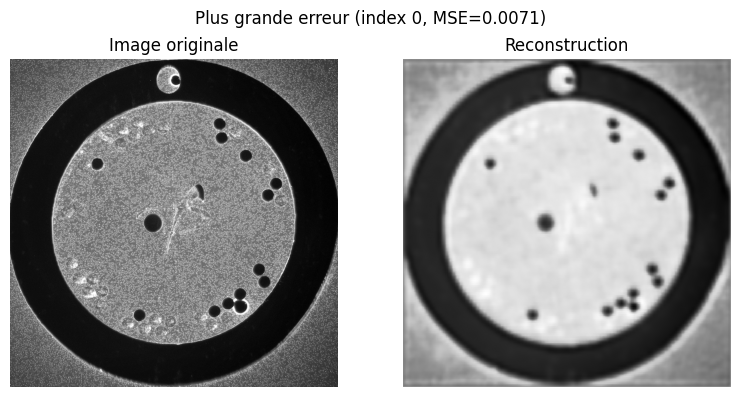 Plus grande erreur (index 0, MSE=0.0071)
Image originale
Reconstruction